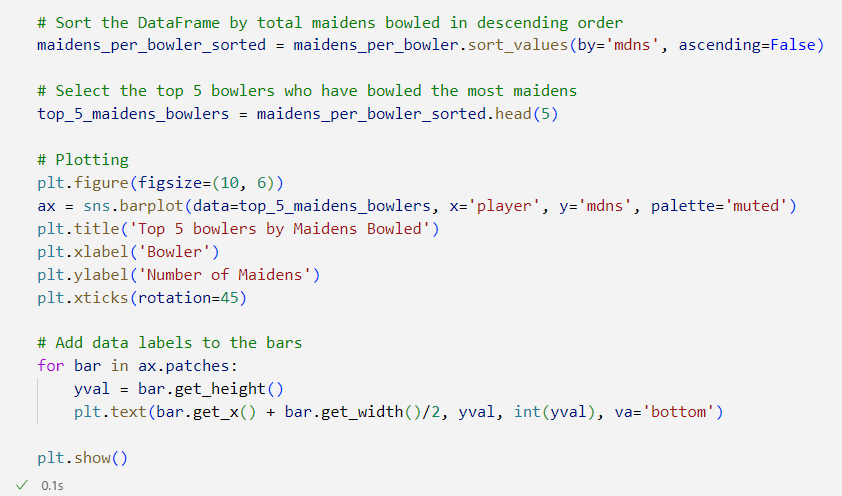 # Sort the DataFrame by total maidens bowled in descending order
maidens_per_bowler_sorted = maidens_per_bowler.sort_values(by='mdns', ascending=False)
# Select the top 5 bowlers who have bowled the most maidens
top_5_maidens_bowlers = maidens_per_bowler_sorted.head(5)
# Plotting
plt.figure(figsize=(10, 6))
ax = sns.barplot(data=top_5_maidens_bowlers, x='player', y='mdns', palette='muted')
plt.title('Top 5 bowlers by Maidens Bowled')
plt.xlabel('Bowler')
plt.ylabel('Number of Maidens')
plt.xticks(rotation=45)
# Add data labels to the bars
for bar in ax.patches:
    yval = bar.get_height()
    plt.text(bar.get_x() + bar.get_width()/2, yval, int(yval), va='bottom')
plt.show()
✓ 0.1s